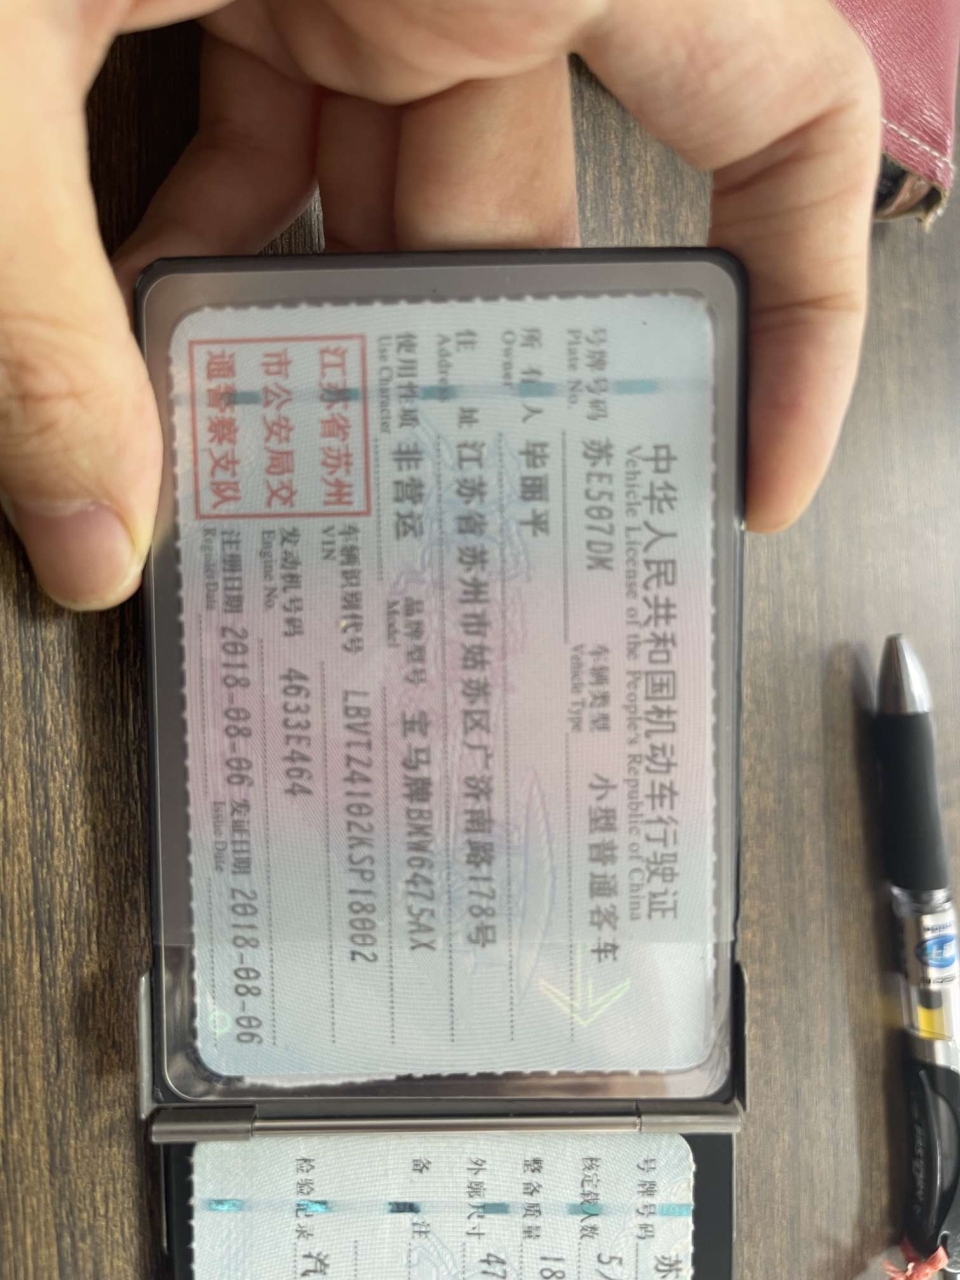 中华人民共和国机动车行驶证
Vehicle License of the People's Republic of China
号牌号码 苏E507DM 车辆类型 小型普通客车
Plate No. Vehicle Type
所有人 毕丽平
Owner
住址 江苏省苏州市姑苏区广济南路178号
Address
使用性质 非营运 品牌型号 宝马牌BMW6475AX
Use Character Model
江苏省苏州
市公安局交
通警察支队
车辆识别代号 LBVTZ4102KSP18002
VIN
发动机号码 4633E464
Engine No.
注册日期 2018-08-06 发证日期 2018-08-06
Register Date Issue Date
号牌号码 苏
核定载人数 5
整备质量 18
外廓尺寸 47
备注
检验记录